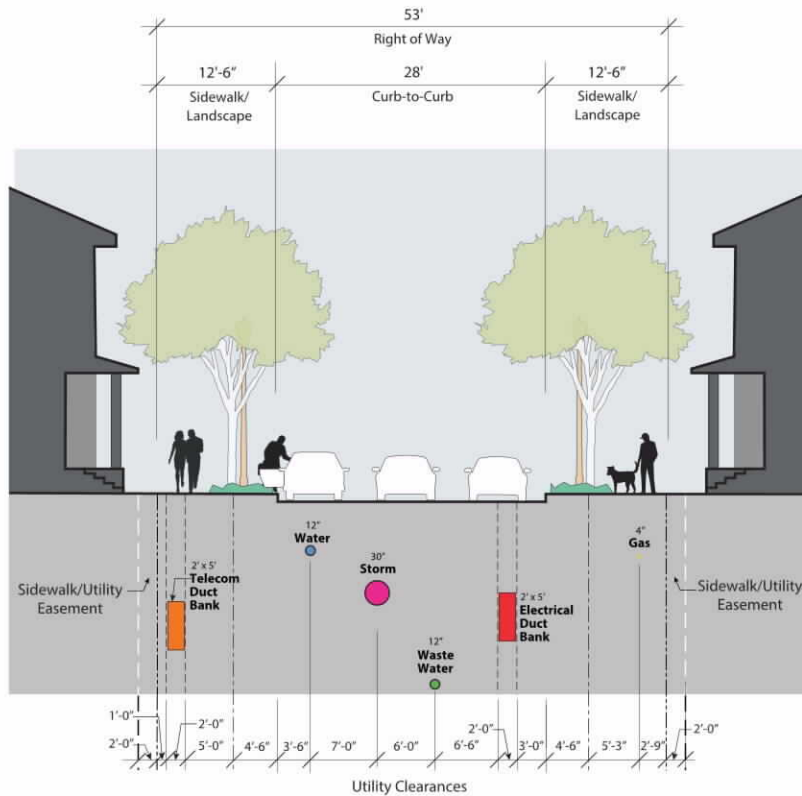 53'
Right of Way
12'-6"
28'
12'-6"
Sidewalk/
Landscape
Curb-to-Curb
Sidewalk/
Landscape
12"
Water
30"
Storm
4"
Gas
2' x 5'
Telecom
Duct
Bank
Sidewalk/Utility
Easement
2' x 5'
Electrical
Duct
Bank
Sidewalk/Utility
Easement
12"
Waste
Water
1'-0"
2'-0"
2'-0"
5'-0"
4'-6"
3'-6"
7'-0"
6'-0"
6'-6"
2'-0"
3'-0"
4'-6"
5'-3"
2'-9"
2'-0"
Utility Clearances